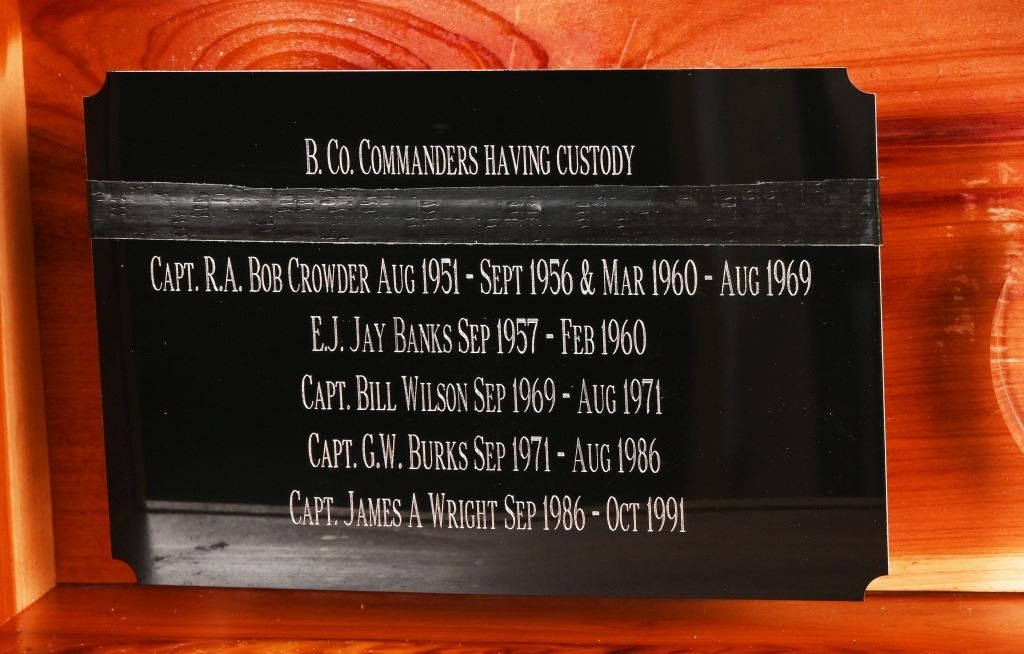 B. Co. Commanders having custody
Capt. R.A. Bob Crowder Aug 1951 - Sept 1956 & Mar 1960 - Aug 1969
E.J. Jay Banks Sep 1957 - Feb 1960
Capt. Bill Wilson Sep 1969 - Aug 1971
Capt. G.W. Burks Sep 1971 - Aug 1986
Capt. James A Wright Sep 1986 - Oct 1991